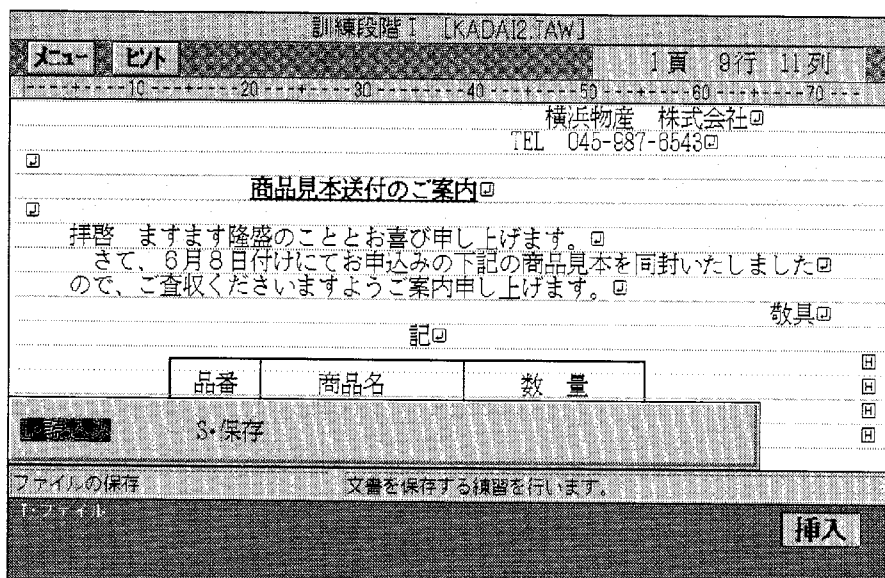 訓練段階Ⅰ [KADAI2.TAW]
メニュー ヒント 1頁 9行 11列
----+----10----+----20----+----30----+----40----+----50----+----60----+----70---
横浜物産 株式会社
TEL 045-987-6543
商品見本送付のご案内
拝啓 ますます隆盛のこととお喜び申し上げます。
さて、6月8日付けにてお申込みの下記の商品見本を同封いたしました
ので、ご査収くださいますようご案内申し上げます。
敬具
記
H
品番 商品名 数 量 H
H
S・保存 H
ファイルの保存 文書を保存する練習を行います。
T・ファイル
挿入